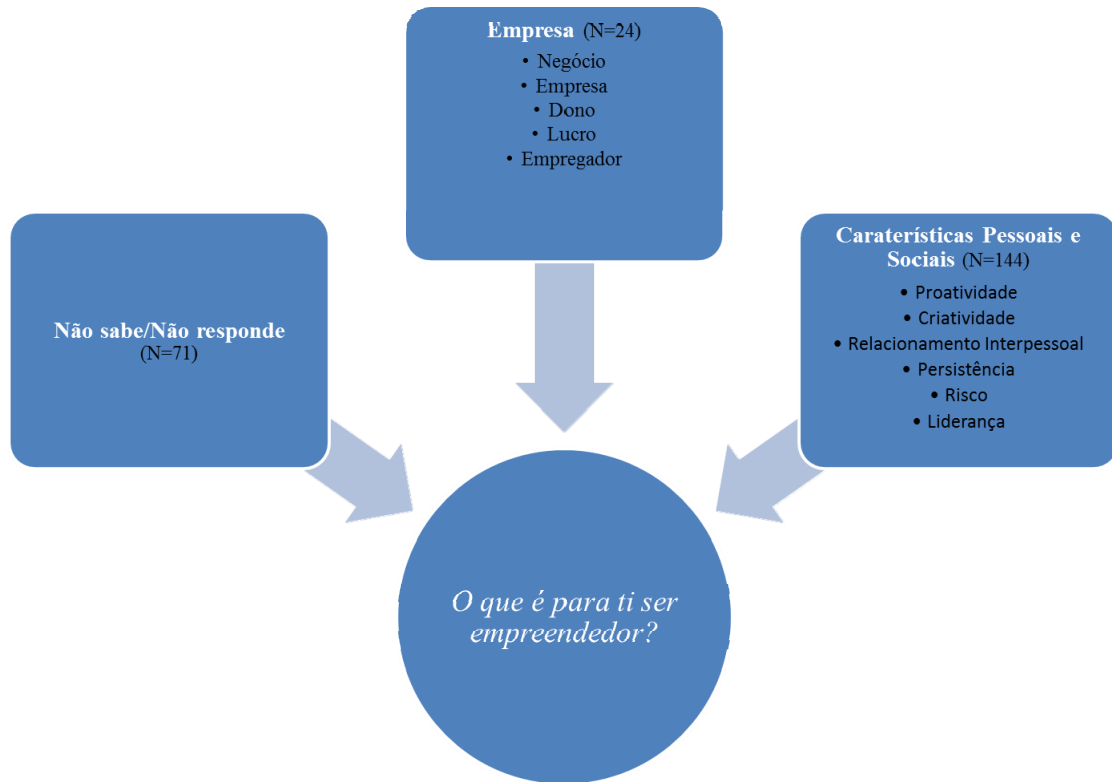 Empresa (N=24)
• Negócio
• Empresa
• Dono
• Lucro
• Empregador
Não sabe/Não responde
(N=71)
Caraterísticas Pessoais e
Sociais (N=144)
• Proatividade
• Criatividade
• Relacionamento Interpessoal
• Persistência
• Risco
• Liderança
O que é para ti ser
empreendedor?